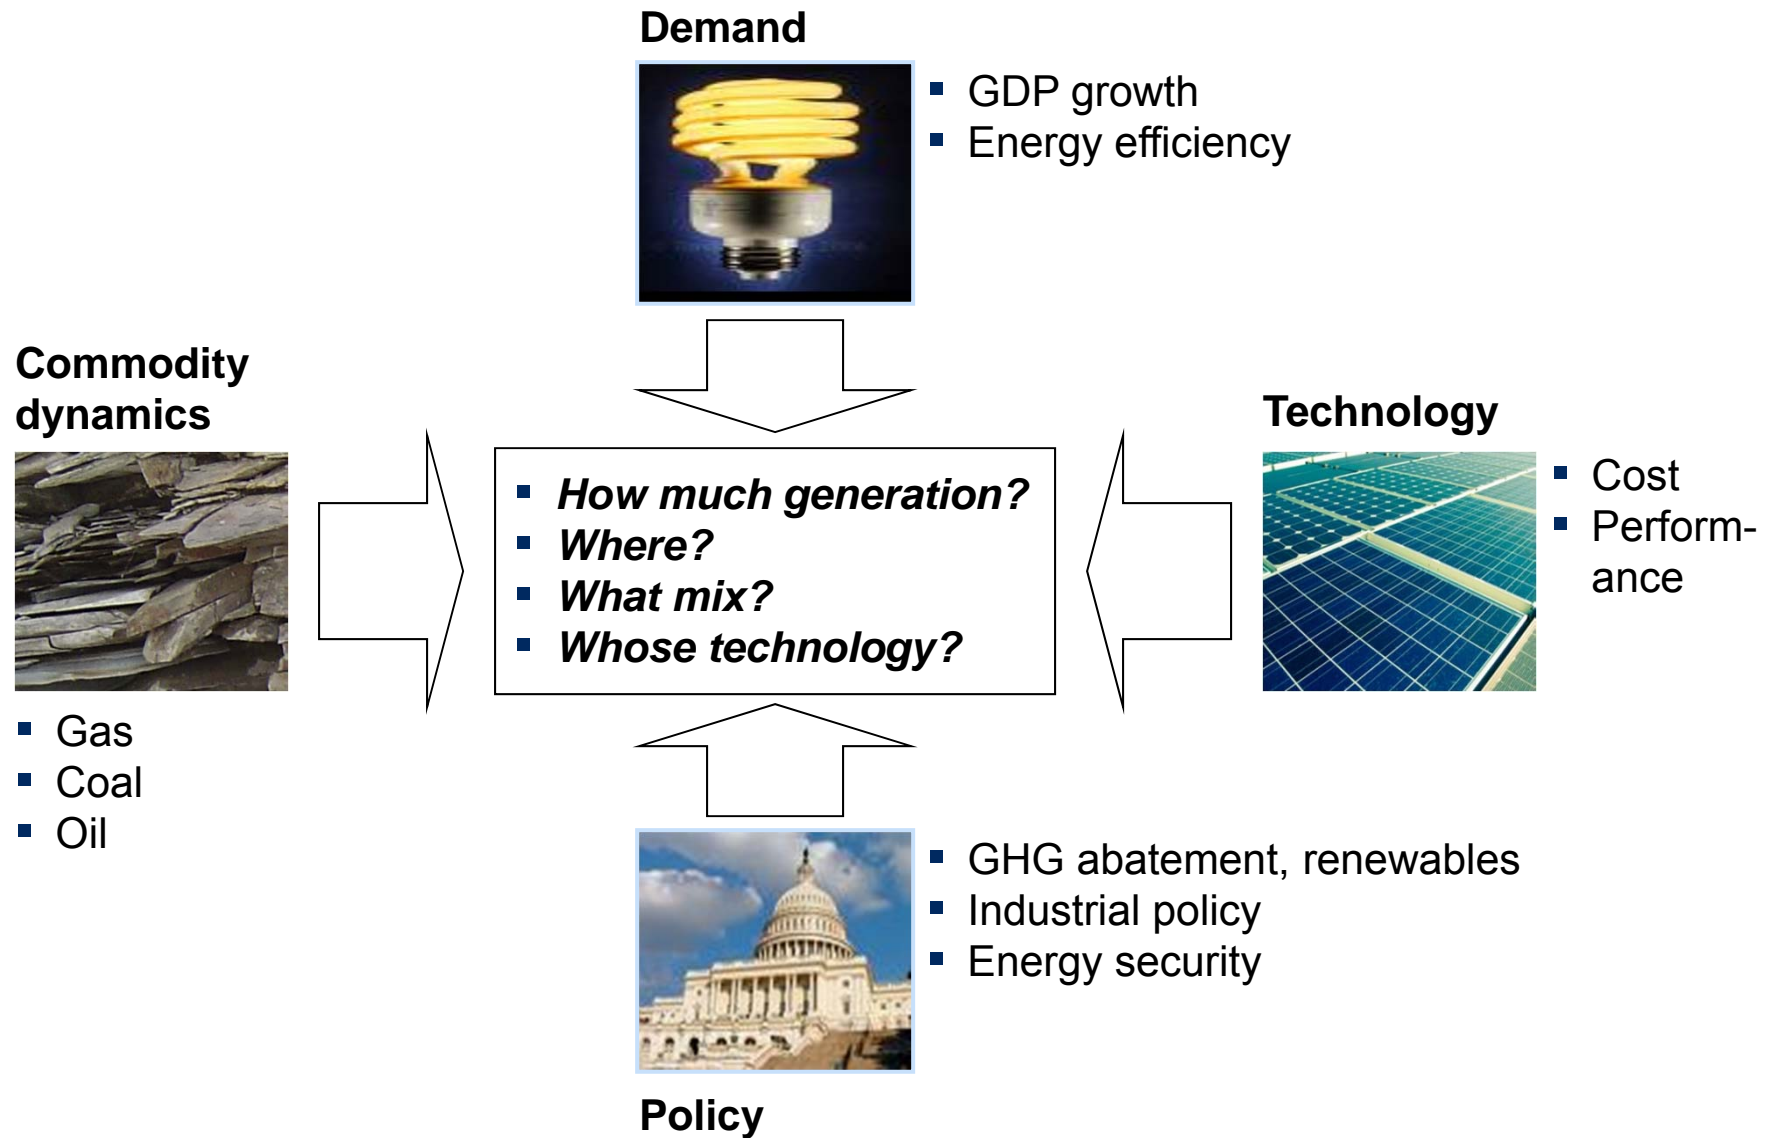 Demand
GDP growth
Energy efficiency
Commodity
dynamics
Gas
Coal
Oil
How much generation?
Where?
What mix?
Whose technology?
Technology
Cost
Perform-
ance
GHG abatement, renewables
Industrial policy
Energy security
Policy